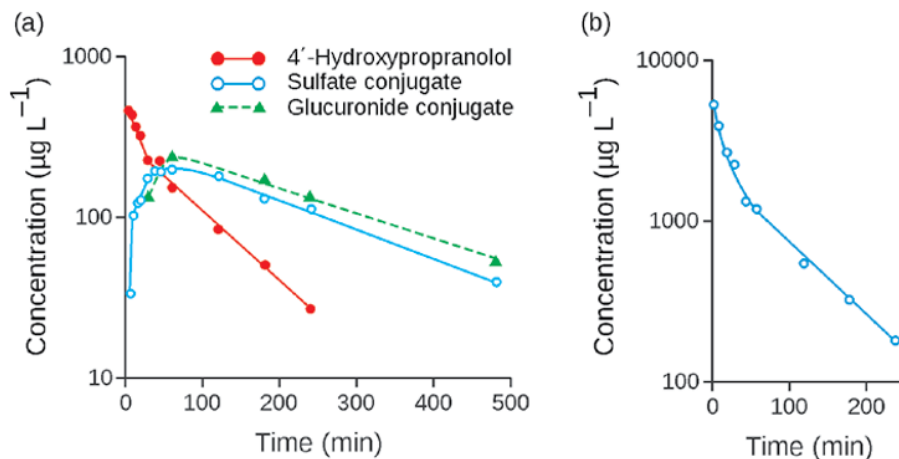 (a)
1000
100
10
Concentration (µg L⁻¹)
4′-Hydroxypropranolol
Sulfate conjugate
Glucuronide conjugate
0 100 200 300 400 500
Time (min)
(b)
10000
1000
100
Concentration (µg L⁻¹)
0 100 200
Time (min)